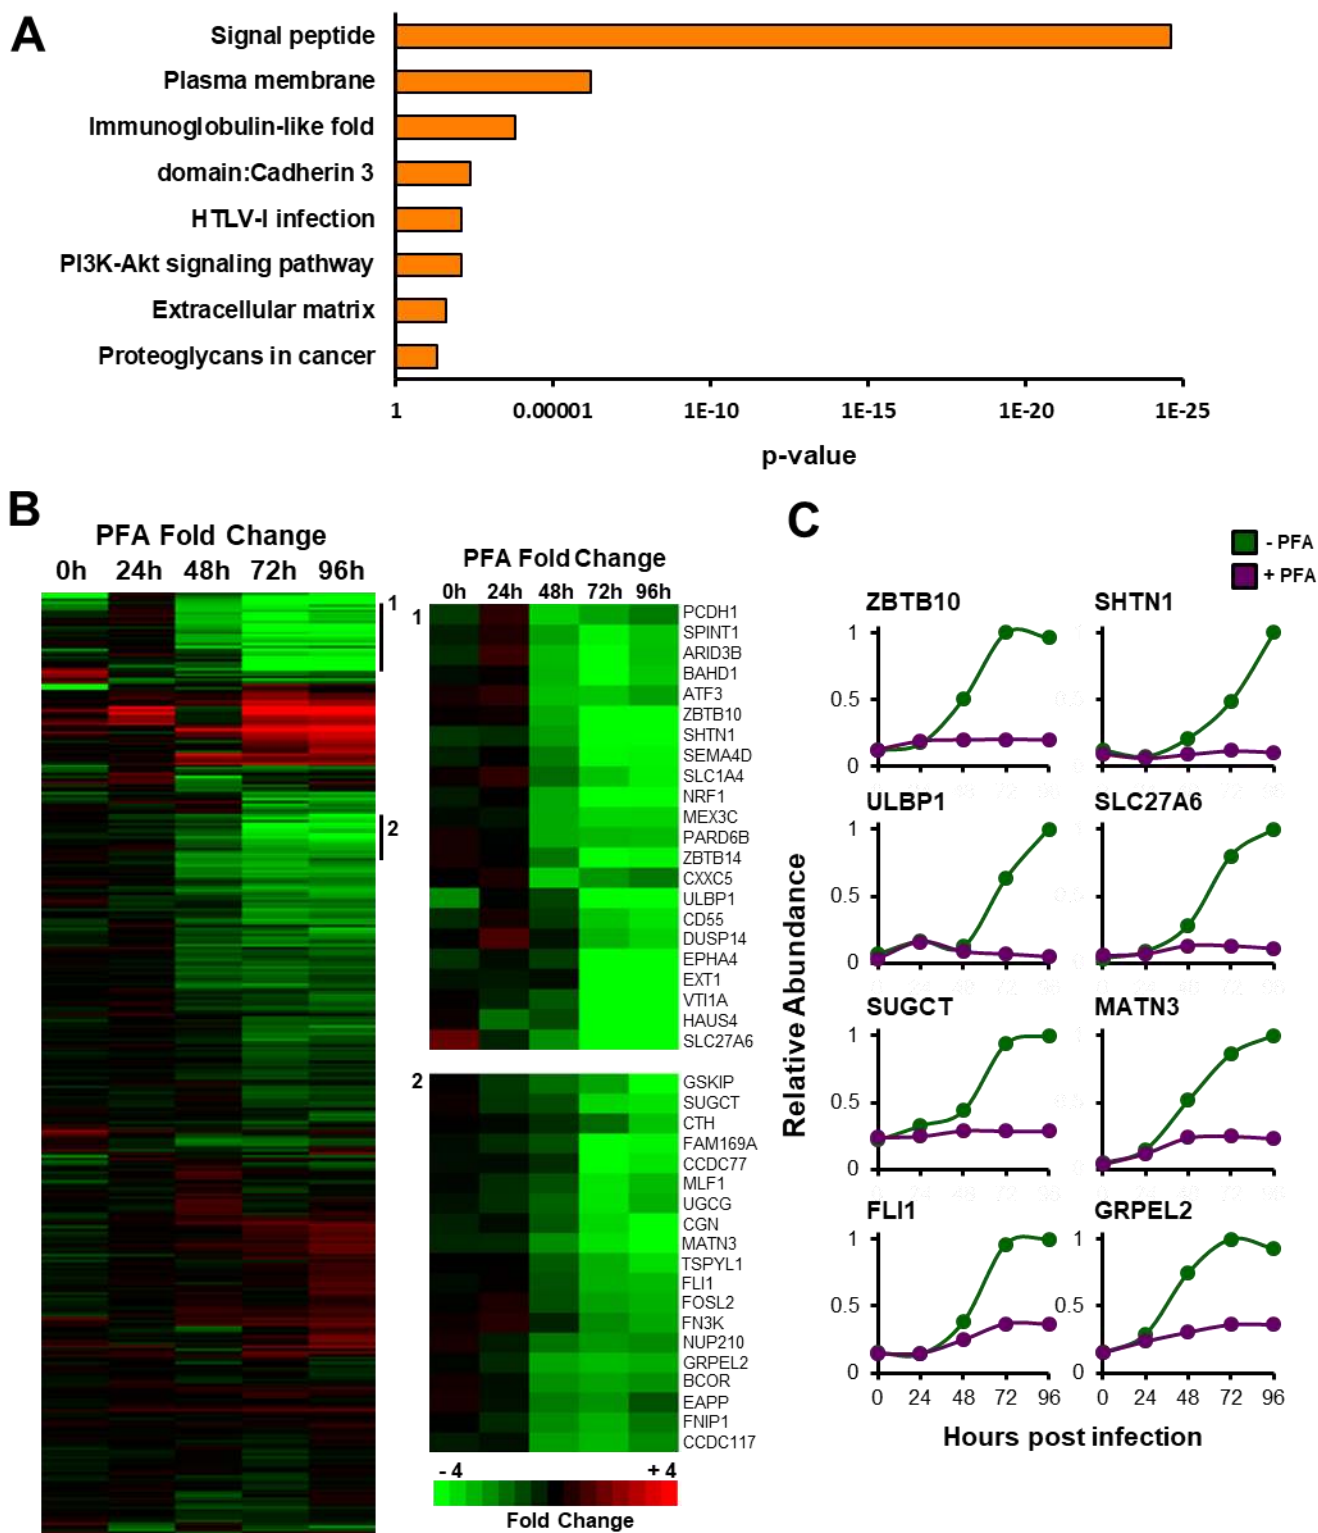 A
Signal peptide
Plasma membrane
Immunoglobulin-like fold
domain:Cadherin 3
HTLV-I infection
PI3K-Akt signaling pathway
Extracellular matrix
Proteoglycans in cancer
1 0.00001 1E-10 1E-15 1E-20 1E-25
p-value
B
PFA Fold Change
0h 24h 48h 72h 96h
1
2
PFA Fold Change
0h 24h 48h 72h 96h
1
PCDH1
SPINT1
ARID3B
BAHD1
ATF3
ZBTB10
SHTN1
SEMA4D
SLC1A4
NRF1
MEX3C
PARD6B
ZBTB14
CXXC5
ULBP1
CD55
DUSP14
EPHA4
EXT1
VTI1A
HAUS4
SLC27A6
2
GSKIP
SUGCT
CTH
FAM169A
CCDC77
MLF1
UGCG
CGN
MATN3
TSPYL1
FLI1
FOSL2
FN3K
NUP210
GRPEL2
BCOR
EAPP
FNIP1
CCDC117
- 4 + 4
Fold Change
C
- PFA
+ PFA
Relative Abundance
ZBTB10
1
0.5
0
SHTN1
ULBP1
1
0.5
0
SLC27A6
SUGCT
1
0.5
0
MATN3
FLI1
1
0.5
0
0 24 48 72 96
GRPEL2
1
0.5
0
0 24 48 72 96
Hours post infection